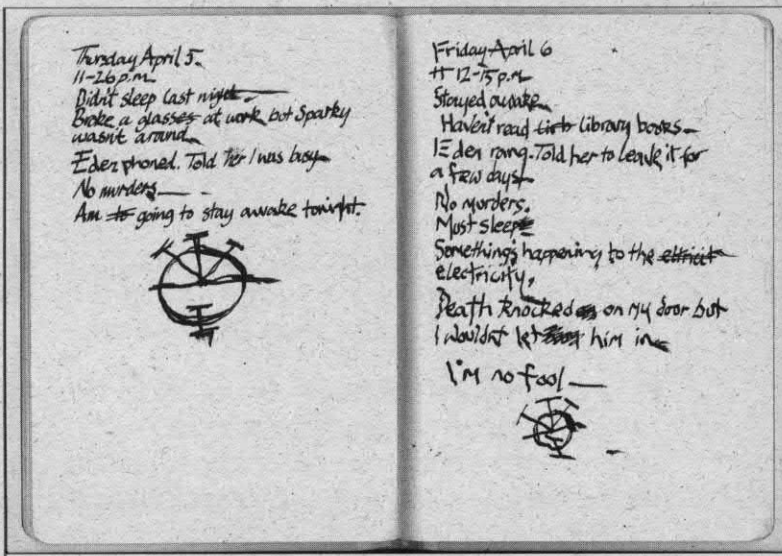 Thursday April 5.
11-26 p.m.
Didn't sleep last night.
Broke a glasses at work but Sparky
wasn't around
Eden phoned. Told her I was busy
No murders
Am to going to stay awake tonight.
Friday April 6
11 12-15 p.m
Stayed awake
Haven't read library books
Eden rang. Told her to leave it for
a few days
No murders.
Must sleep
Something's happening to the
electricity,
Death knocked on my door but
I wouldnt let him in
I'm no fool